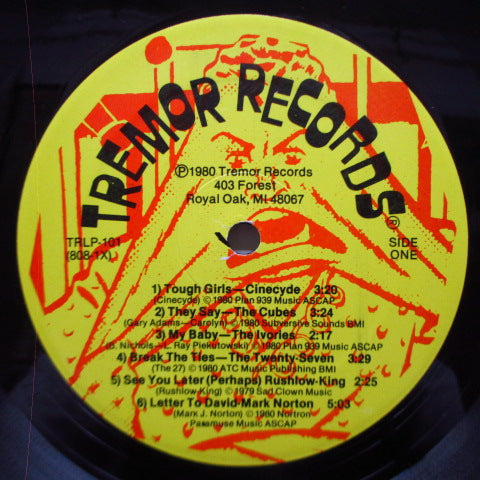 TREMOR RECORDS®
Ⓟ1980 Tremor Records
403 Forest
Royal Oak, MI 48067
TRLP-101
(808-1X)
SIDE
ONE
1) Tough Girls—Cinecyde 3:20
(Cinecyde) © 1980 Plan 939 Music ASCAP
2) They Say—The Cubes 3:24
(Gary Adams—Carolyn) © 1980 Subversive Sounds BMI
3) My Baby—The Ivories 2:17
(B. Nichols—L. Ray Piekutowski) © 1980 Plan 939 Music ASCAP
4) Break The Ties—The Twenty-Seven 3:29
(The 27) © 1980 ATC Music Publishing BMI
5) See You Later (Perhaps) Rushlow-King 2:25
(Rushlow-King) © 1979 Sad Clown Music
6) Letter To David-Mark Norton 5:03
(Mark J. Norton) © 1980 Nortron
Paramuse Music ASCAP